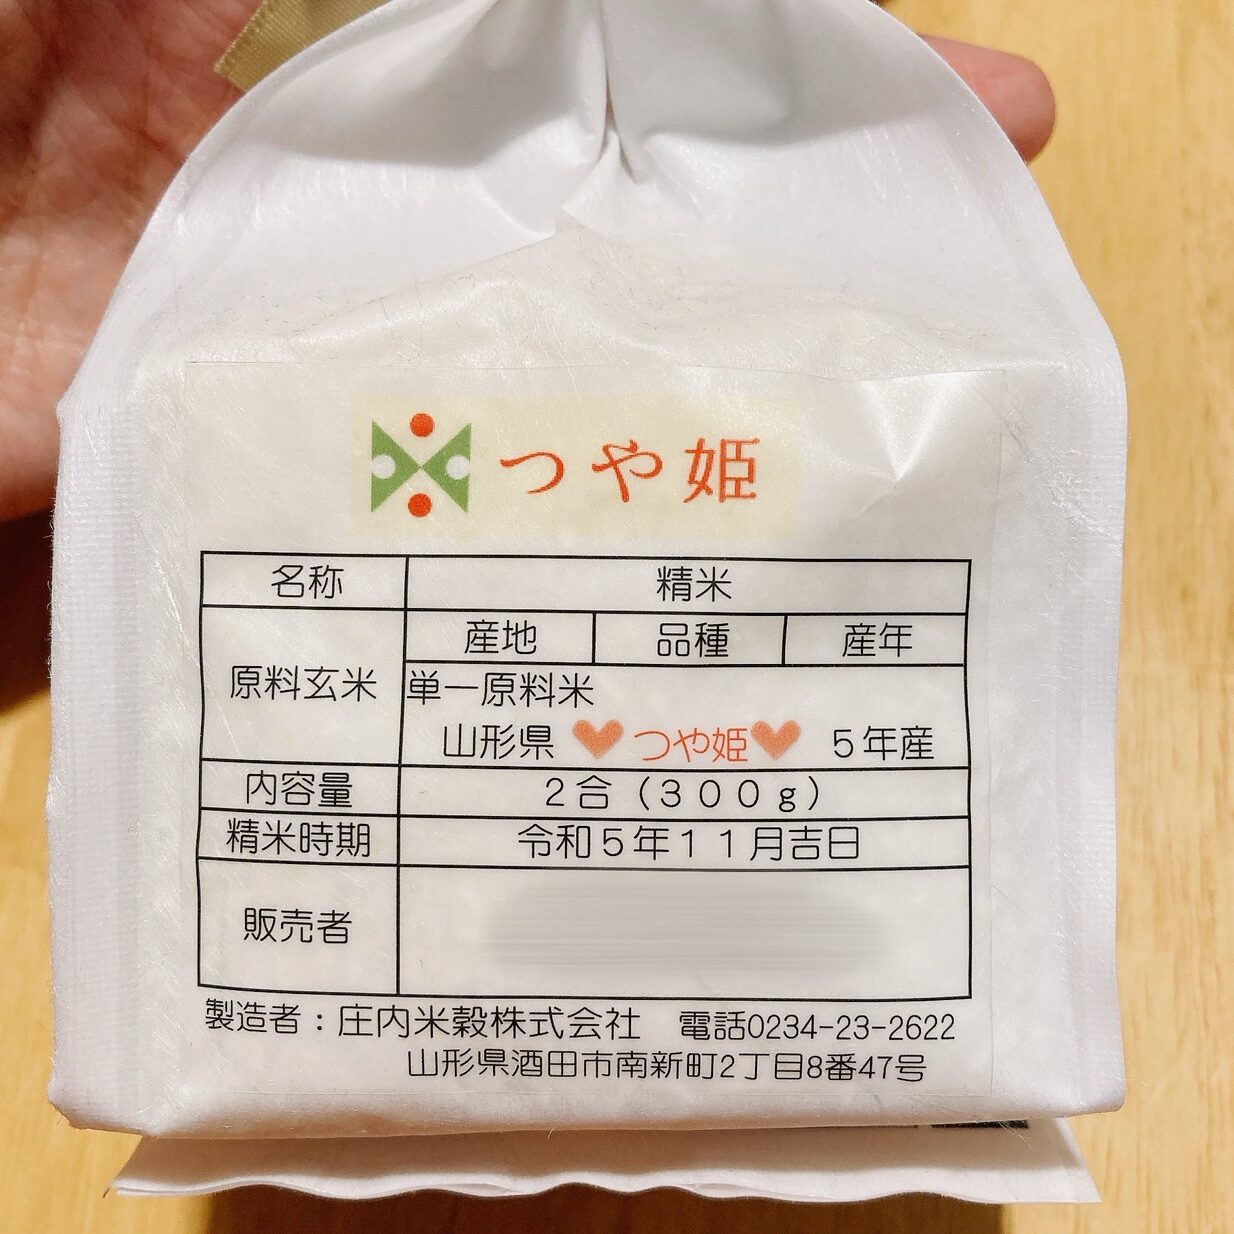 つや姫
名称 精米
原料玄米 産地 品種 産年
単一原料米
山形県 ♥つや姫♥ 5年産
内容量 2合(300g)
精米時期 令和5年11月吉日
販売者
製造者:庄内米穀株式会社 電話0234-23-2622
山形県酒田市南新町2丁目8番47号